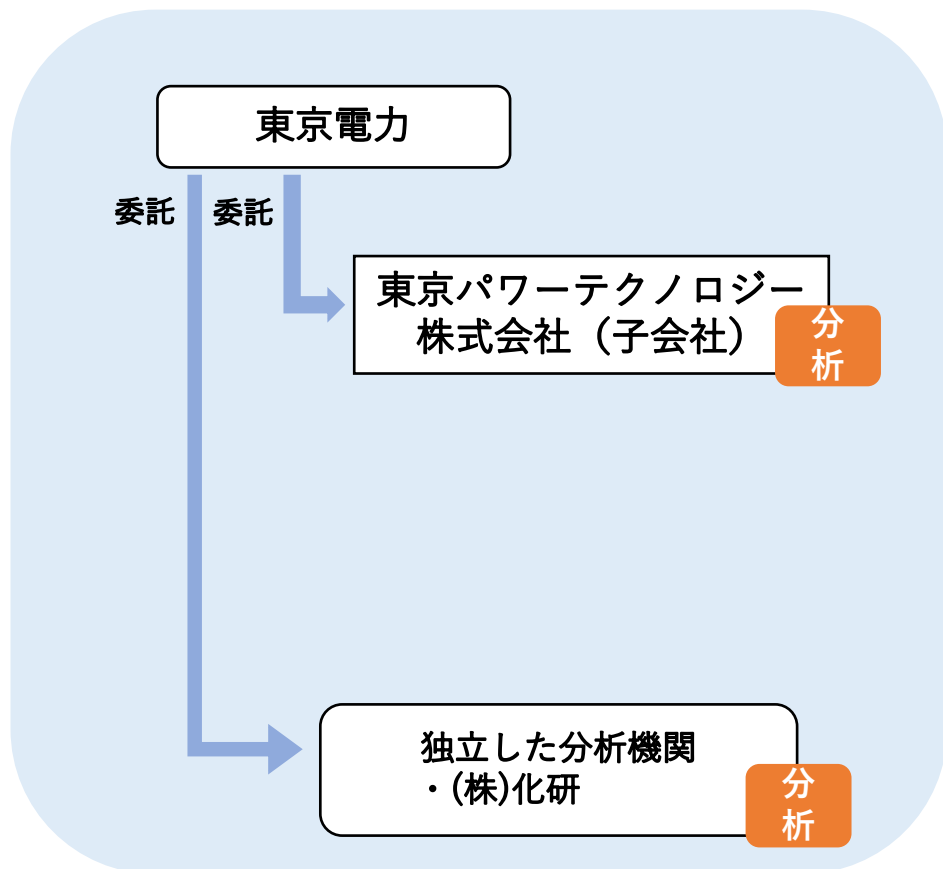 東京電力
委託
委託
東京パワーテクノロジー
株式会社（子会社）
分
析
独立した分析機関
・(株)化研
分
析